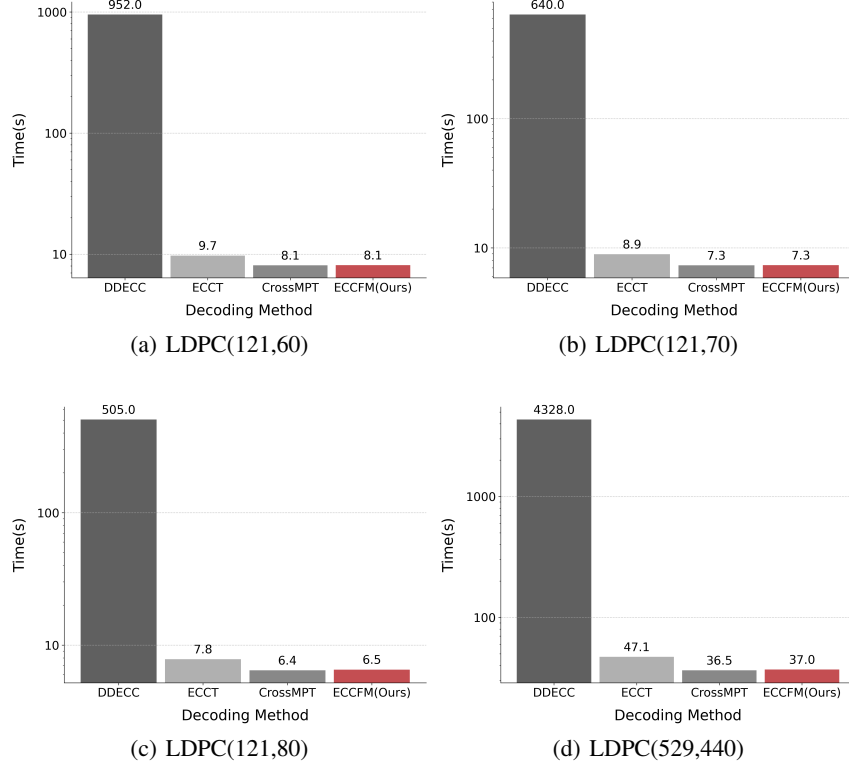 952.0
1000
100
10
Time(s)
9.7
8.1
8.1
DDECC ECCT CrossMPT ECCFM(Ours)
Decoding Method
(a) LDPC(121,60)
640.0
100
10
Time(s)
8.9
7.3
7.3
DDECC ECCT CrossMPT ECCFM(Ours)
Decoding Method
(b) LDPC(121,70)
505.0
100
10
Time(s)
7.8
6.4
6.5
DDECC ECCT CrossMPT ECCFM(Ours)
Decoding Method
(c) LDPC(121,80)
4328.0
1000
100
Time(s)
47.1
36.5
37.0
DDECC ECCT CrossMPT ECCFM(Ours)
Decoding Method
(d) LDPC(529,440)